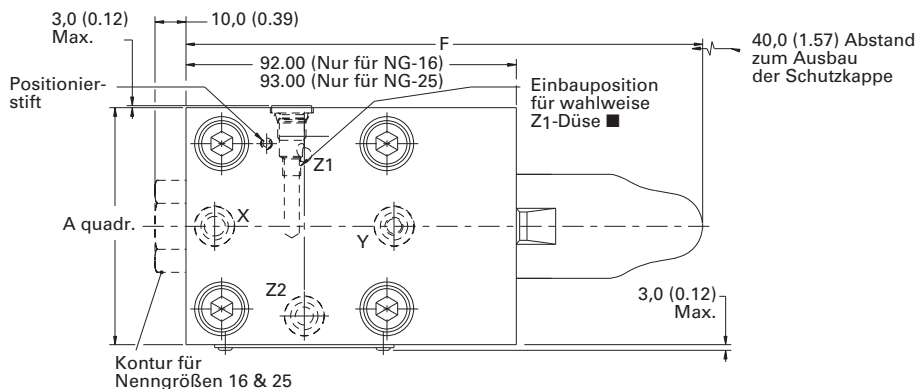 3,0 (0.12)
Max.
10,0 (0.39)
F
40,0 (1.57) Abstand
zum Ausbau
der Schutzkappe
92.00 (Nur für NG-16)
93.00 (Nur für NG-25)
Positionier-
stift
Einbauposition
für wahlweise
Z1-Düse ■
Z1
A quadr.
X
Y
Z2
3,0 (0.12)
Max.
Kontur für
Nenngrößen 16 & 25